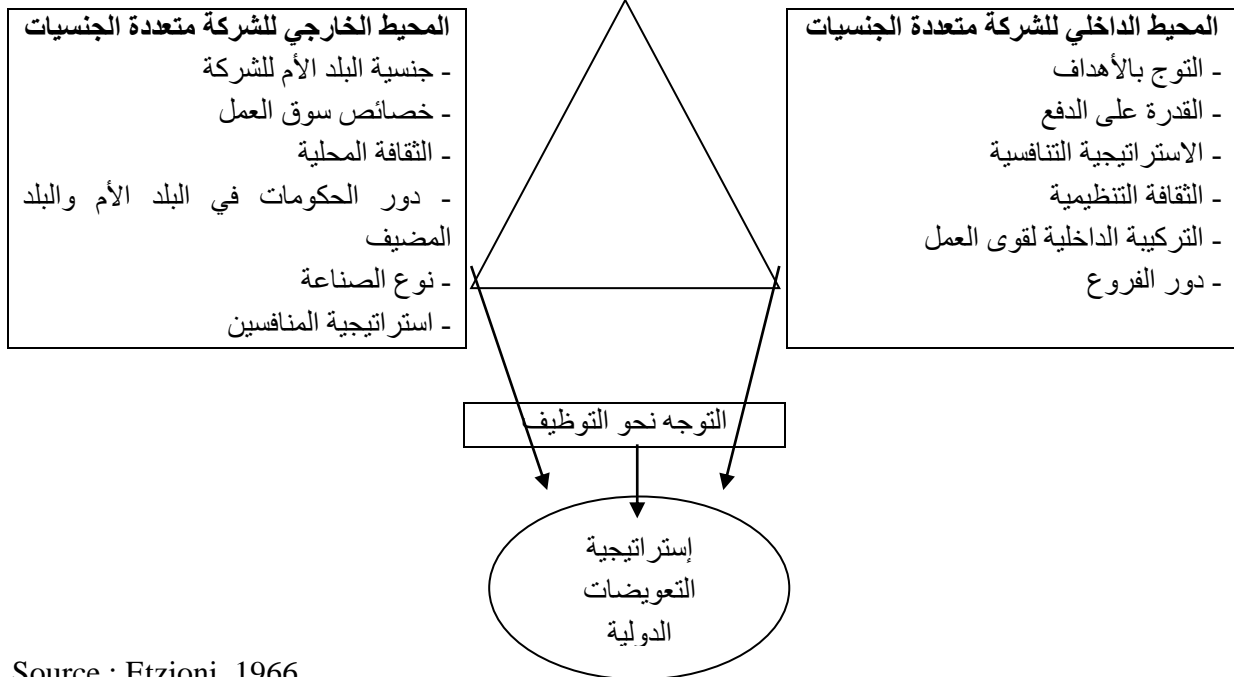 المحيط الداخلي للشركة متعددة الجنسيات
- التوج بالأهداف
- القدرة على الدفع
- الاستراتيجية التنافسية
- الثقافة التنظيمية
- التركيبة الداخلية لقوى العمل
- دور الفروع
المحيط الخارجي للشركة متعددة الجنسيات
- جنسية البلد الأم للشركة
- خصائص سوق العمل
- الثقافة المحلية
- دور الحكومات في البلد الأم والبلد
المضيف
- نوع الصناعة
- استراتيجية المنافسين
التوجه نحو التوظيف
إستراتيجية
التعويضات
الدولية
Source : Etzioni, 1966